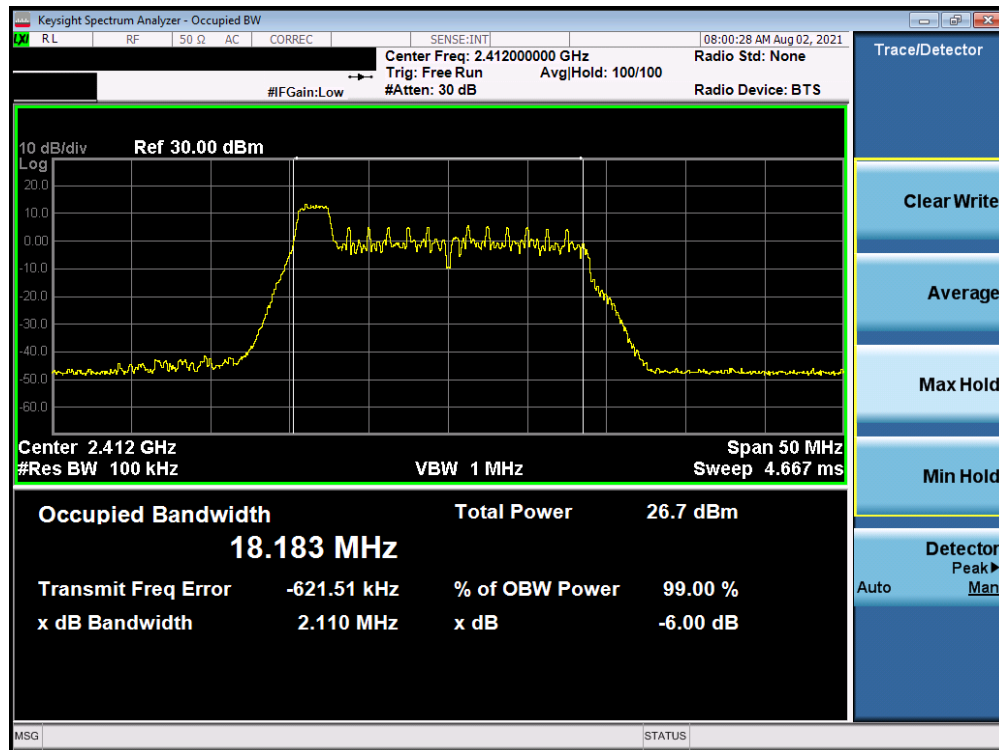 Keysight Spectrum Analyzer - Occupied BW
LXI RL RF 50 Ω AC CORREC SENSE:INT 08:00:28 AM Aug 02, 2021
Center Freq: 2.412000000 GHz Radio Std: None
Trig: Free Run Avg|Hold: 100/100
#IFGain:Low #Atten: 30 dB Radio Device: BTS
10 dB/div Ref 30.00 dBm
Log
20.0
10.0
0.00
-10.0
-20.0
-30.0
-40.0
-50.0
-60.0
Center 2.412 GHz Span 50 MHz
#Res BW 100 kHz VBW 1 MHz Sweep 4.667 ms
Occupied Bandwidth Total Power 26.7 dBm
18.183 MHz
Transmit Freq Error -621.51 kHz % of OBW Power 99.00 %
x dB Bandwidth 2.110 MHz x dB -6.00 dB
MSG STATUS
Trace/Detector
Clear Write
Average
Max Hold
Min Hold
Detector
Peak▶
Auto Man